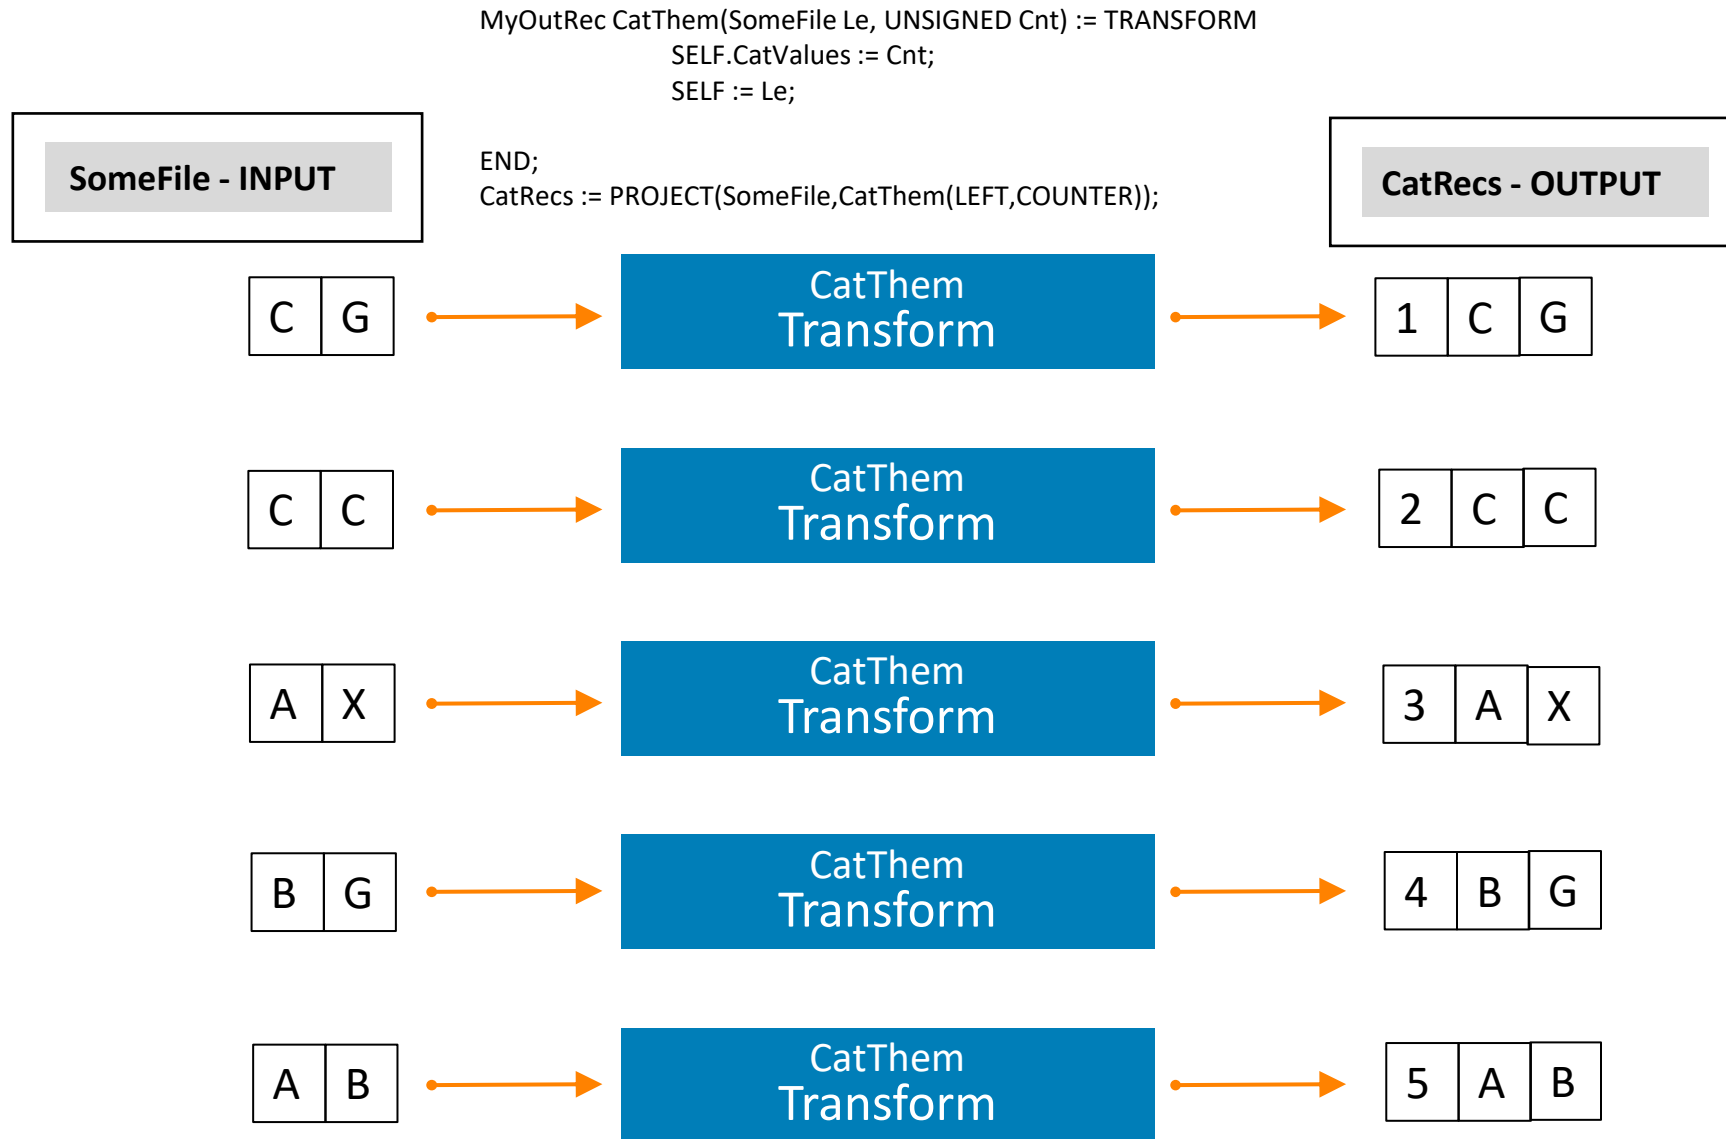 MyOutRec CatThem(SomeFile Le, UNSIGNED Cnt) := TRANSFORM
SELF.CatValues := Cnt;
SELF := Le;
END;
CatRecs := PROJECT(SomeFile,CatThem(LEFT,COUNTER));
SomeFile - INPUT
CatRecs - OUTPUT
C G
CatThem
Transform
1 C G
C C
CatThem
Transform
2 C C
A X
CatThem
Transform
3 A X
B G
CatThem
Transform
4 B G
A B
CatThem
Transform
5 A B